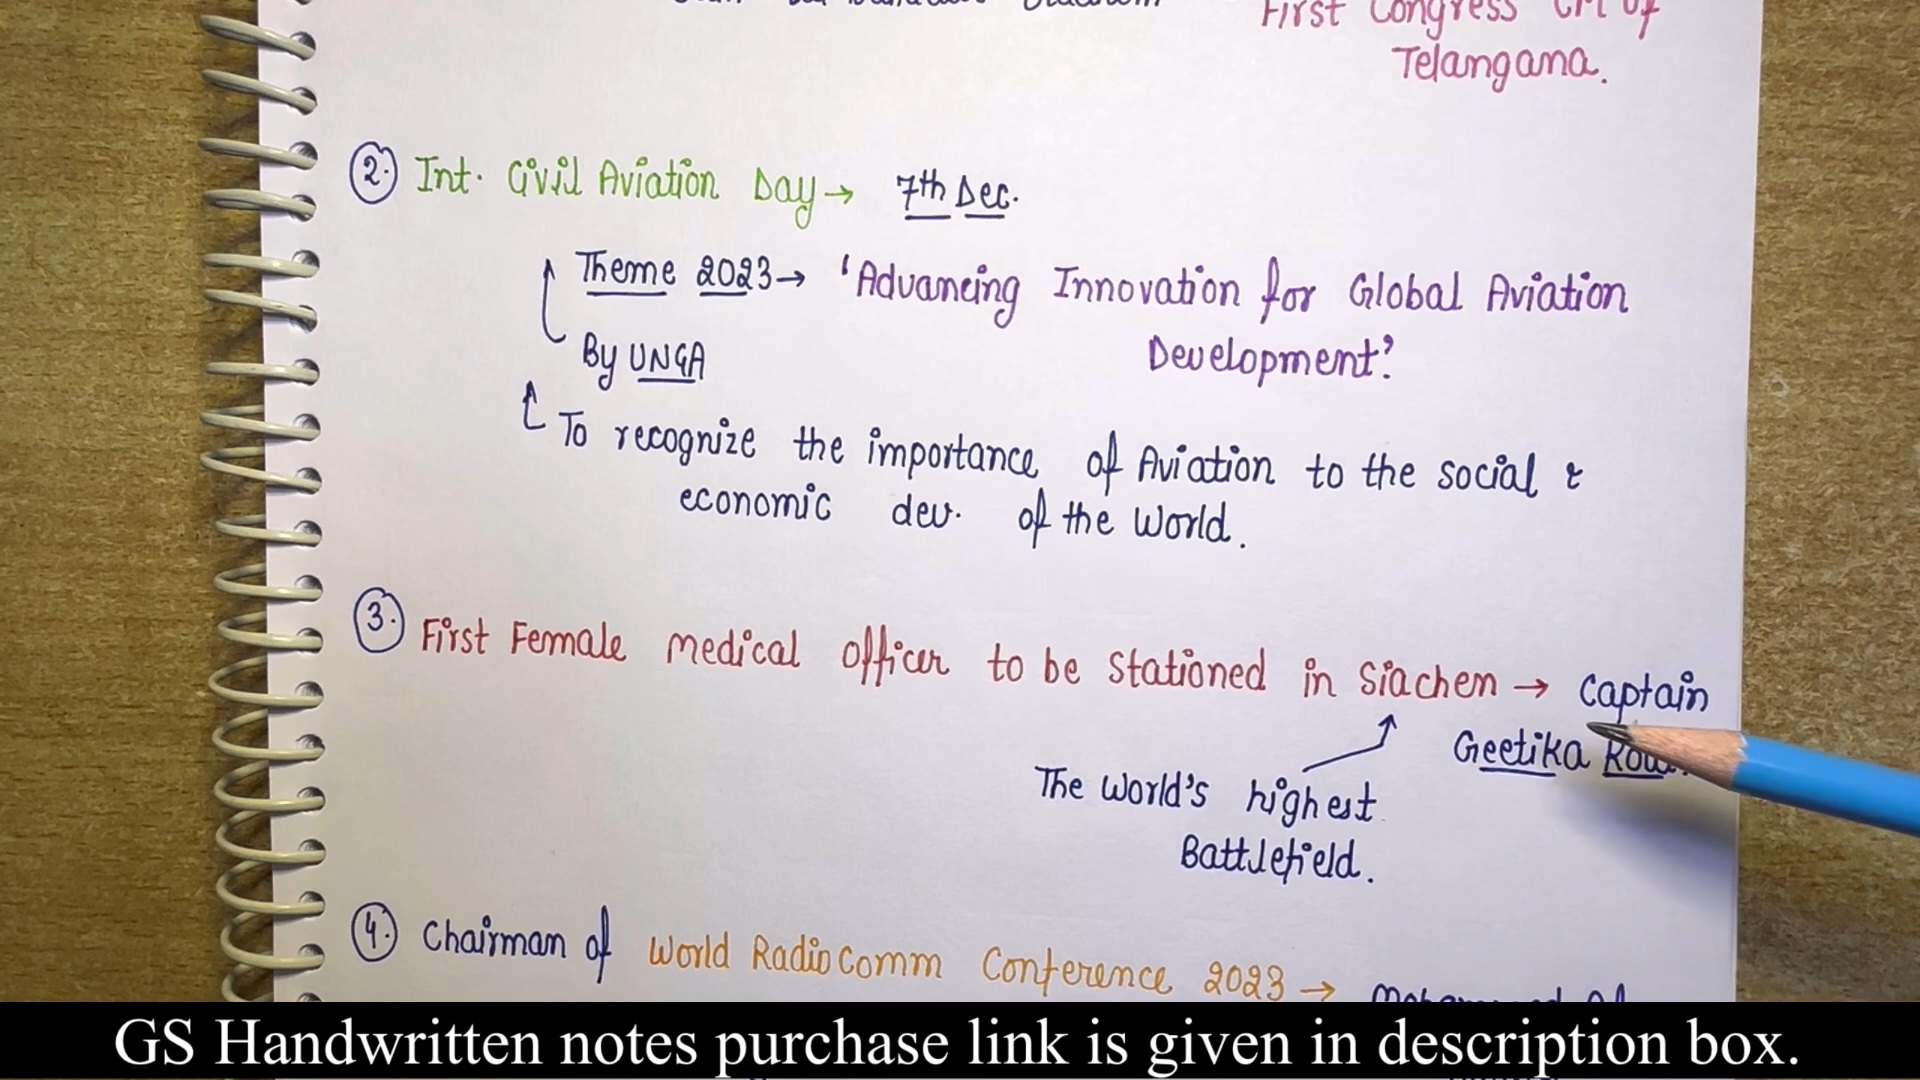 First Congress CM of
Telangana.
2. Int. Civil Aviation Day → 7th Dec.
Theme 2023 → 'Advancing Innovation for Global Aviation
Development'.
By UNGA
To recognize the importance of Aviation to the social &
economic dev. of the World.
3. First Female medical officer to be stationed in Siachen → Captain
Geetika
The World's highest
Battlefield.
4. Chairman of World Radiocomm Conference 2023 →
GS Handwritten notes purchase link is given in description box.